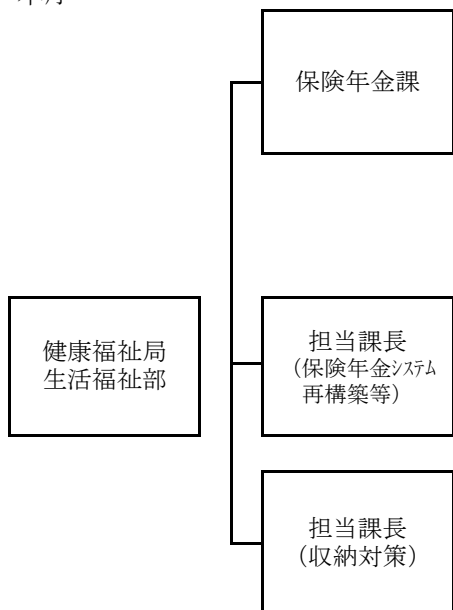 保険年金課
健康福祉局
生活福祉部
担当課長
（保険年金ｼｽﾃﾑ
再構築等）
担当課長
（収納対策）